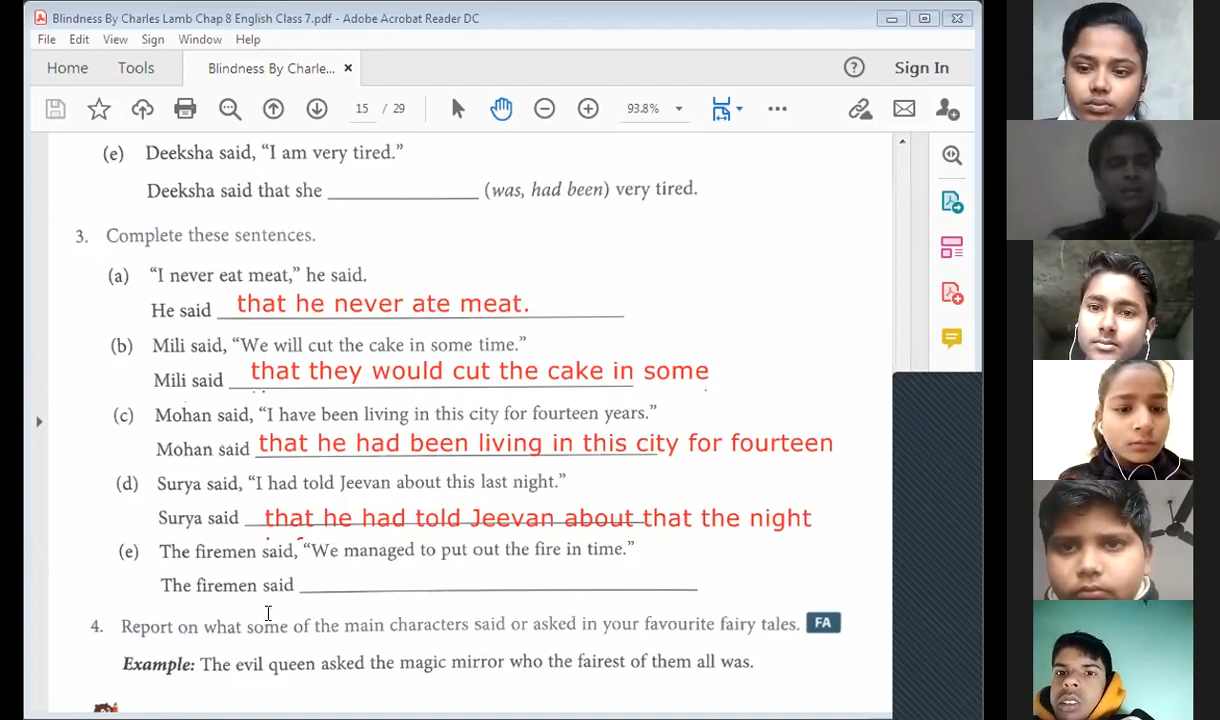 Blindness By Charles Lamb Chap 8 English Class 7.pdf - Adobe Acrobat Reader DC
File Edit View Sign Window Help
Home Tools Blindness By Charle... × ? Sign In
15 / 29 93.8%
(e) Deeksha said, “I am very tired.”
Deeksha said that she ____________ (was, had been) very tired.
3. Complete these sentences.
(a) “I never eat meat,” he said.
He said that he never ate meat.
(b) Mili said, “We will cut the cake in some time.”
Mili said that they would cut the cake in some
(c) Mohan said, “I have been living in this city for fourteen years.”
Mohan said that he had been living in this city for fourteen
(d) Surya said, “I had told Jeevan about this last night.”
Surya said that he had told Jeevan about that the night
(e) The firemen said, “We managed to put out the fire in time.”
The firemen said ____________
4. Report on what some of the main characters said or asked in your favourite fairy tales. FA
Example: The evil queen asked the magic mirror who the fairest of them all was.